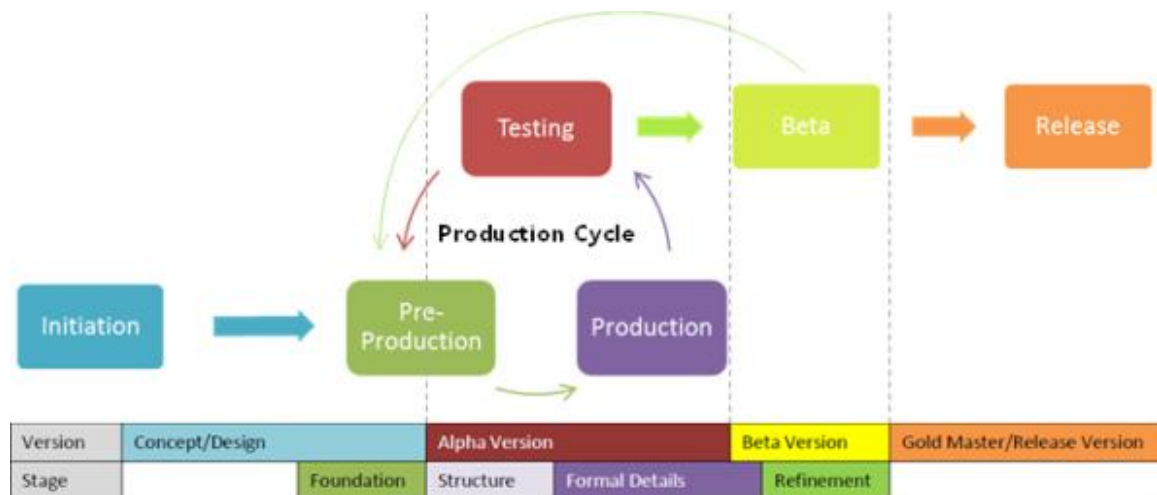 Testing
Beta
Release
Production Cycle
Initiation
Pre-
Production
Production
Version Concept/Design Alpha Version Beta Version Gold Master/Release Version
Stage Foundation Structure Formal Details Refinement